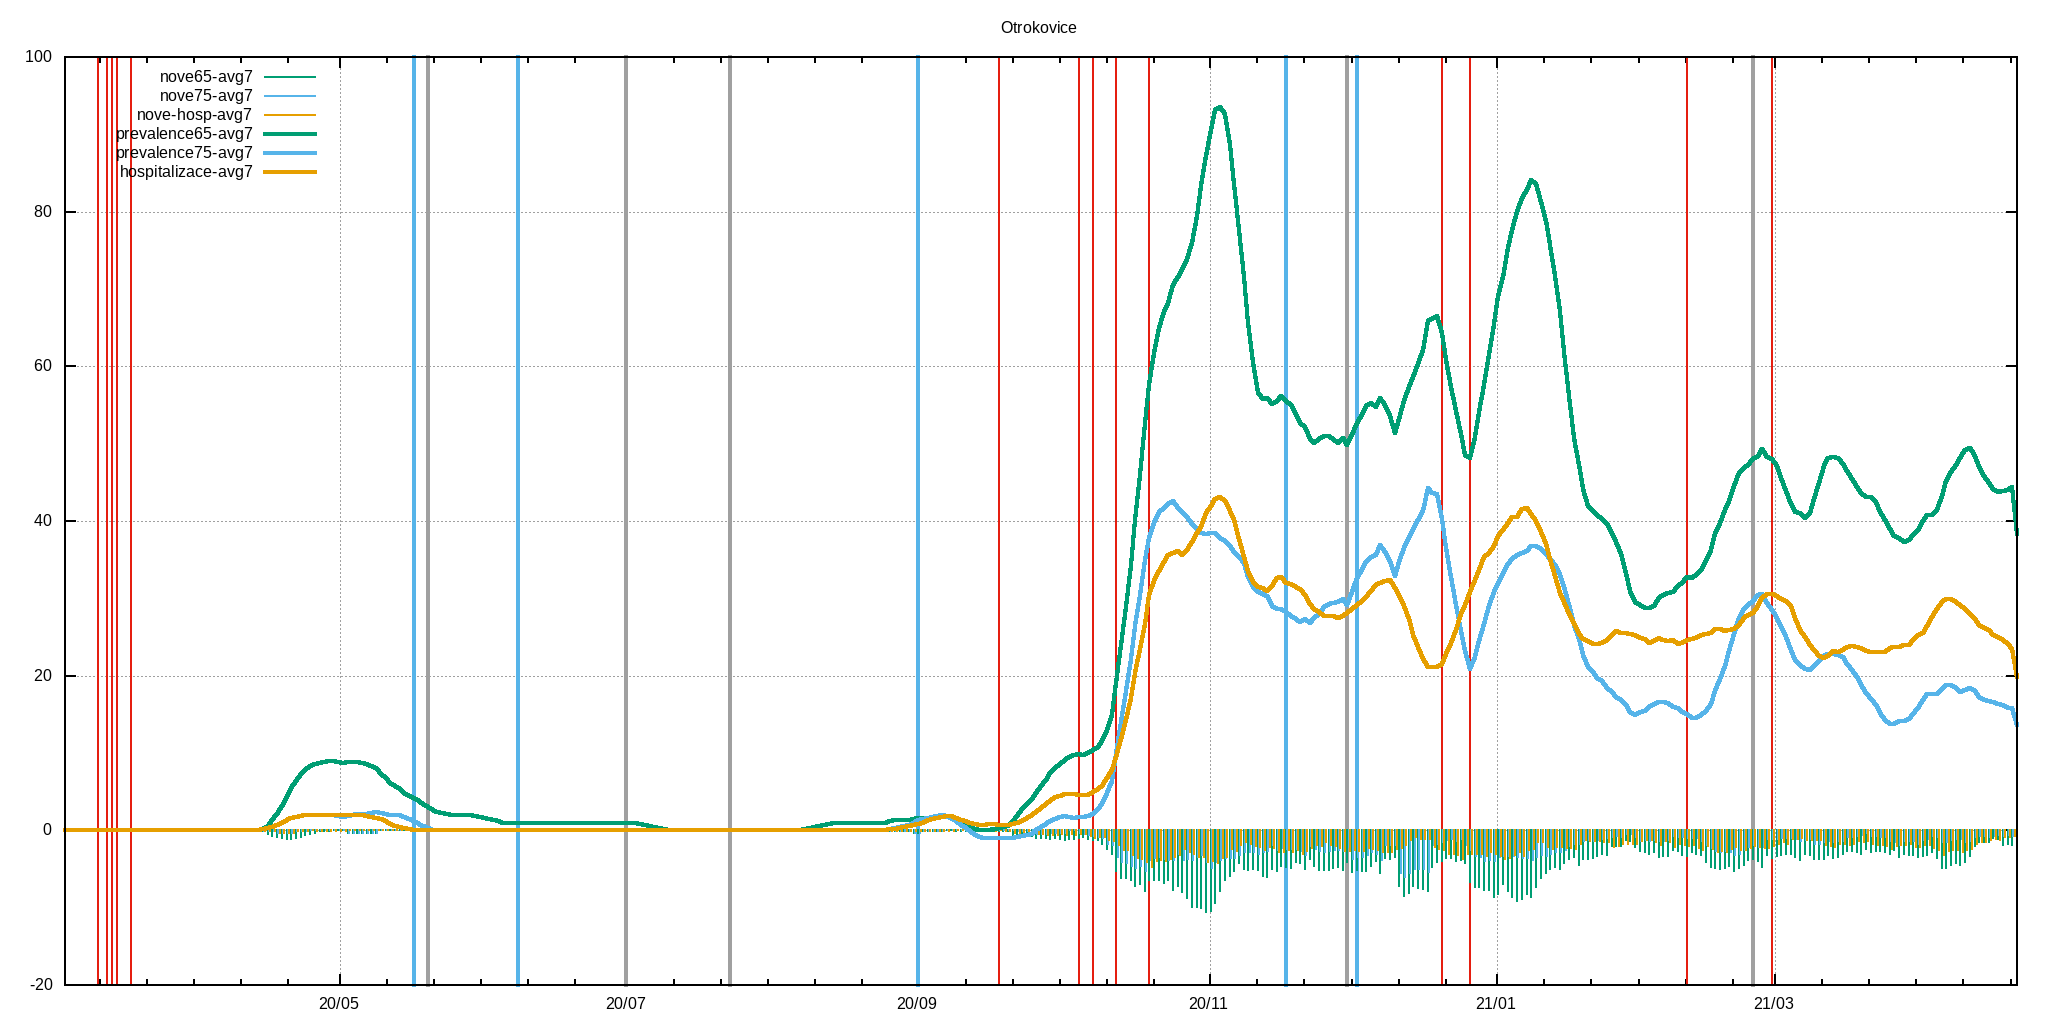 Otrokovice
100
80
60
40
20
0
-20
nove65-avg7
nove75-avg7
nove-hosp-avg7
prevalence65-avg7
prevalence75-avg7
hospitalizace-avg7
20/05
20/07
20/09
20/11
21/01
21/03